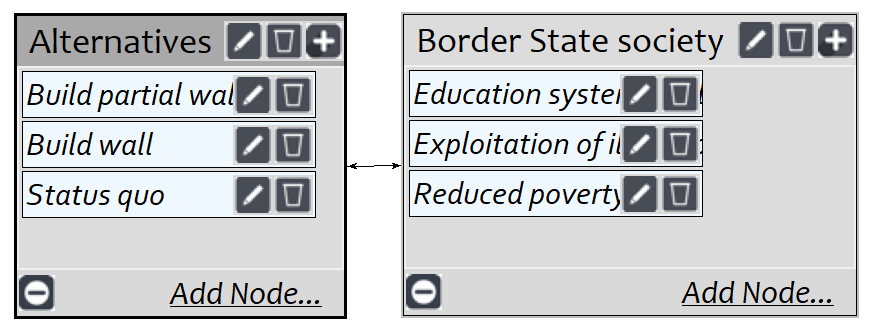 Alternatives
Build partial wal
Build wall
Status quo
Add Node...
Border State society
Education syste
Exploitation of il
Reduced poverty
Add Node...